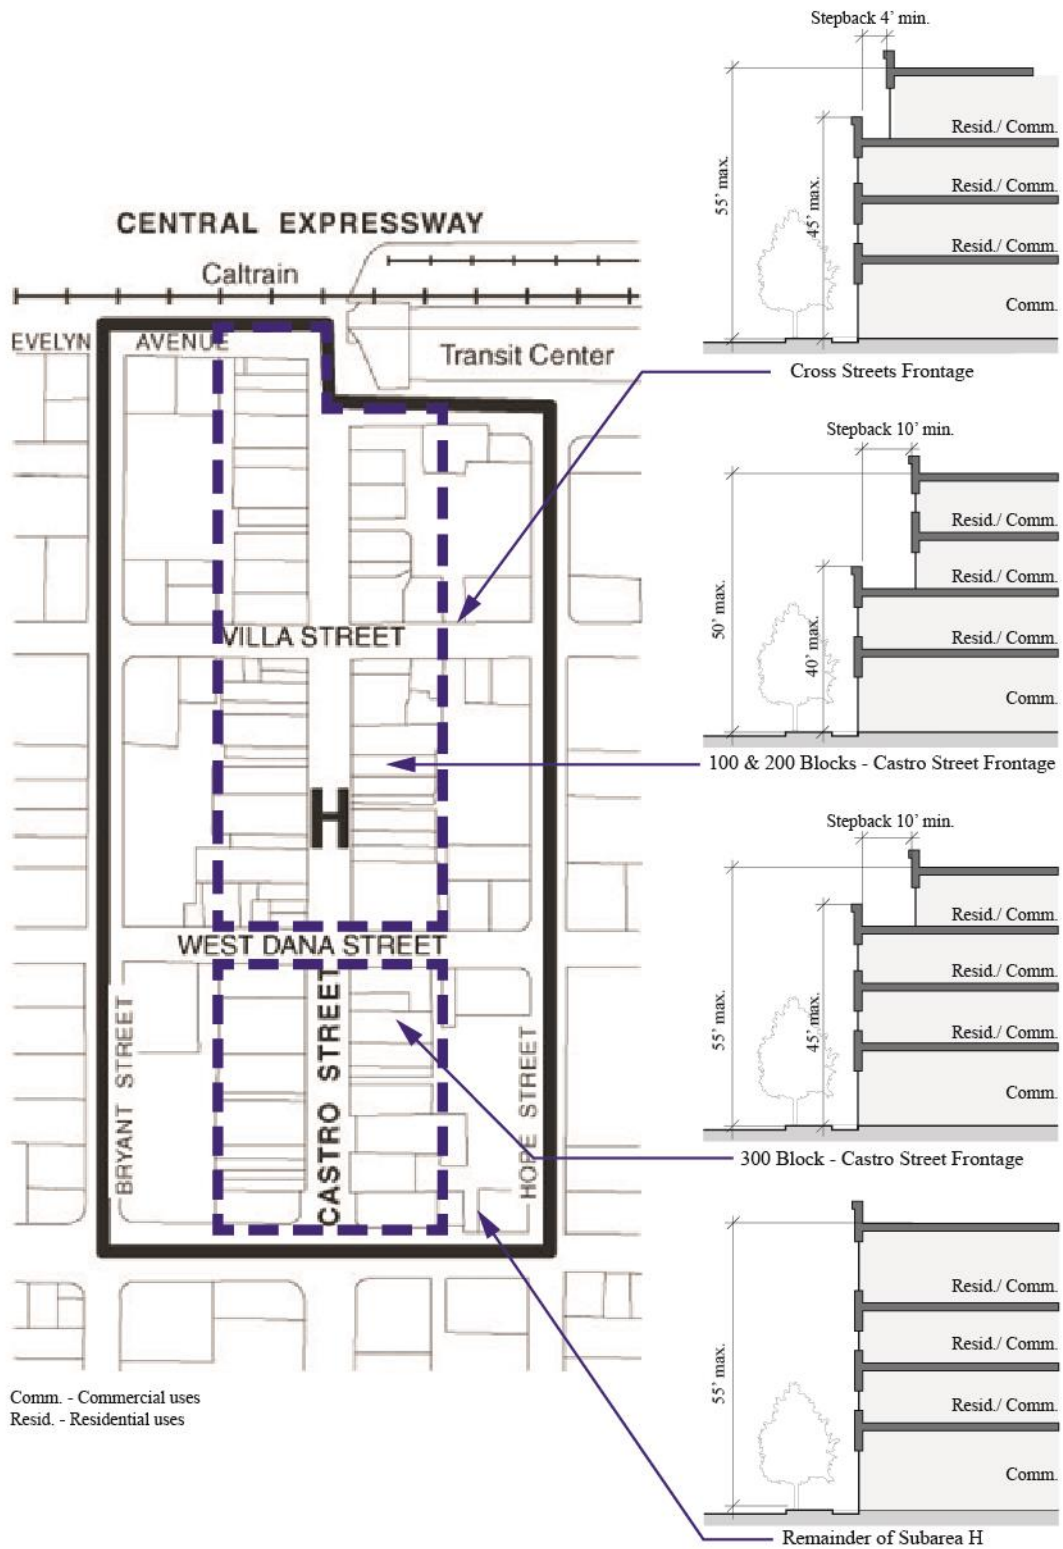 CENTRAL EXPRESSWAY
Caltrain
EVELYN AVENUE
Transit Center
VILLA STREET
H
WEST DANA STREET
BRYANT STREET
CASTRO STREET
HOPE STREET
Comm. - Commercial uses
Resid. - Residential uses
Stepback 4' min.
55' max.
45' max.
Resid./ Comm.
Resid./ Comm.
Resid./ Comm.
Comm.
Cross Streets Frontage
Stepback 10' min.
50' max.
40' max.
Resid./ Comm.
Resid./ Comm.
Resid./ Comm.
Comm.
100 & 200 Blocks - Castro Street Frontage
Stepback 10' min.
55' max.
45' max.
Resid./ Comm.
Resid./ Comm.
Resid./ Comm.
Comm.
300 Block - Castro Street Frontage
55' max.
Resid./ Comm.
Resid./ Comm.
Resid./ Comm.
Comm.
Remainder of Subarea H